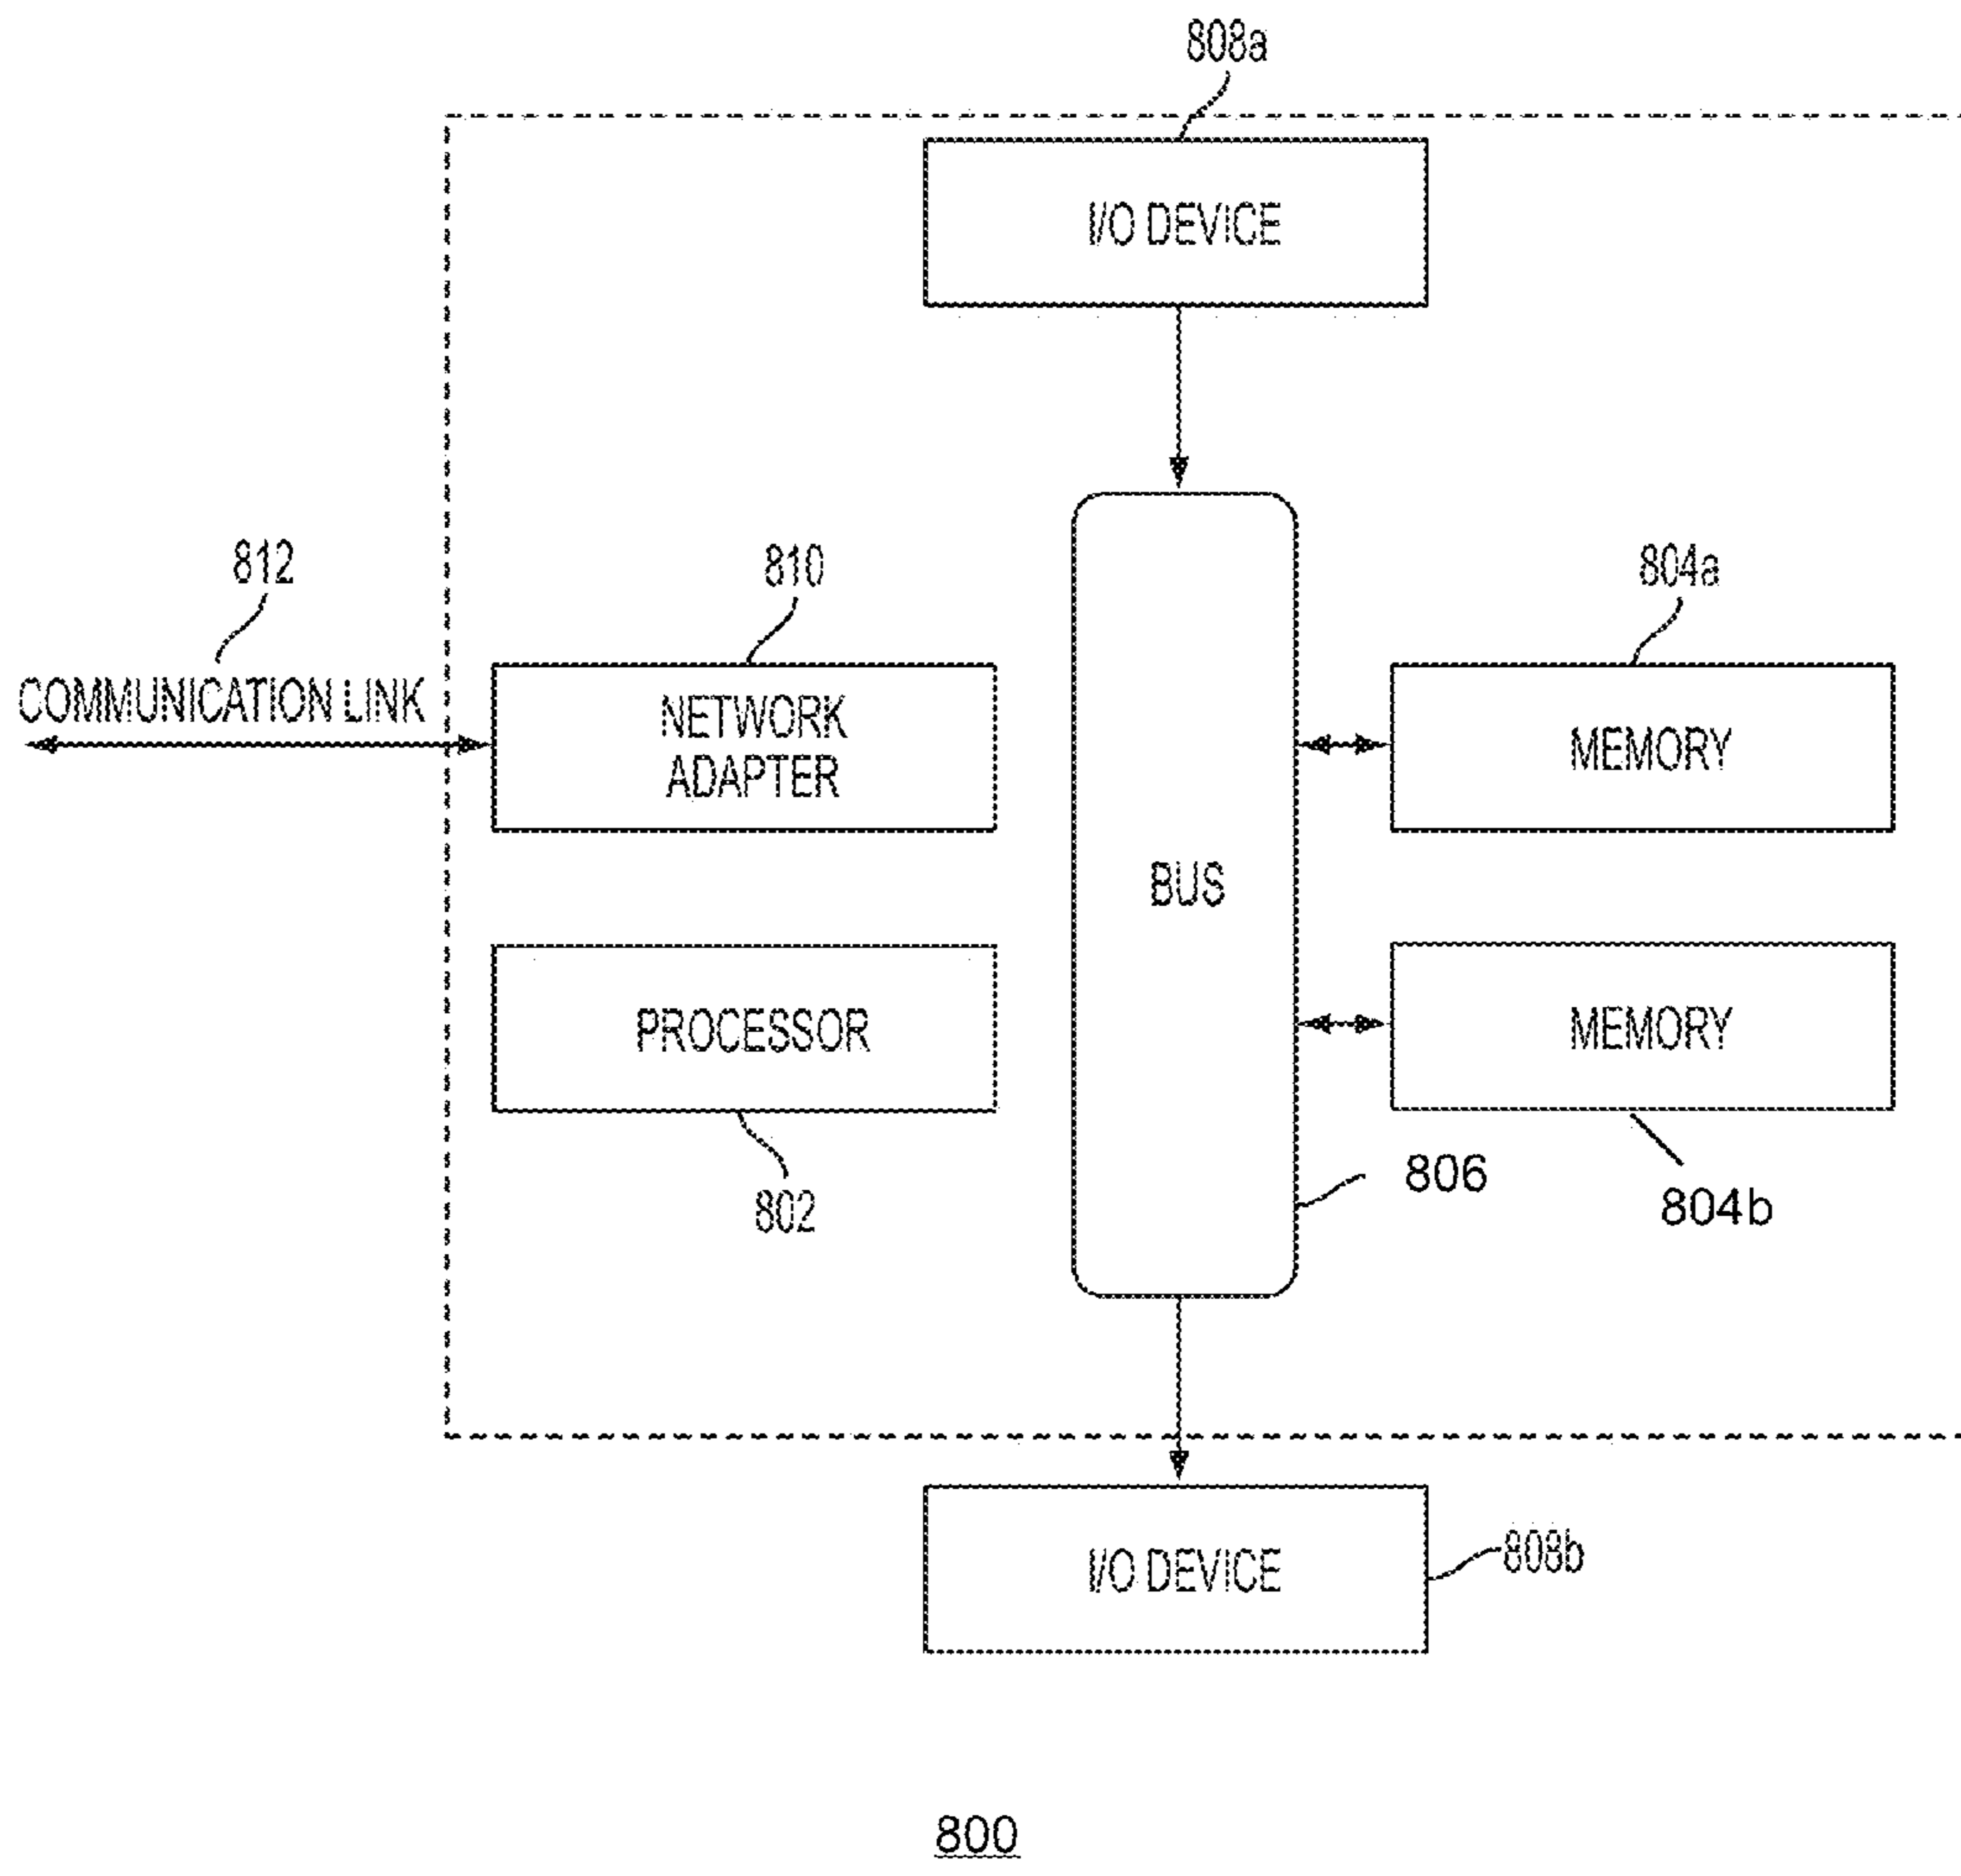 808a
I/O DEVICE
812
810
804a
COMMUNICATION LINK
NETWORK
ADAPTER
MEMORY
BUS
PROCESSOR
MEMORY
806
802
804b
I/O DEVICE
808b
800